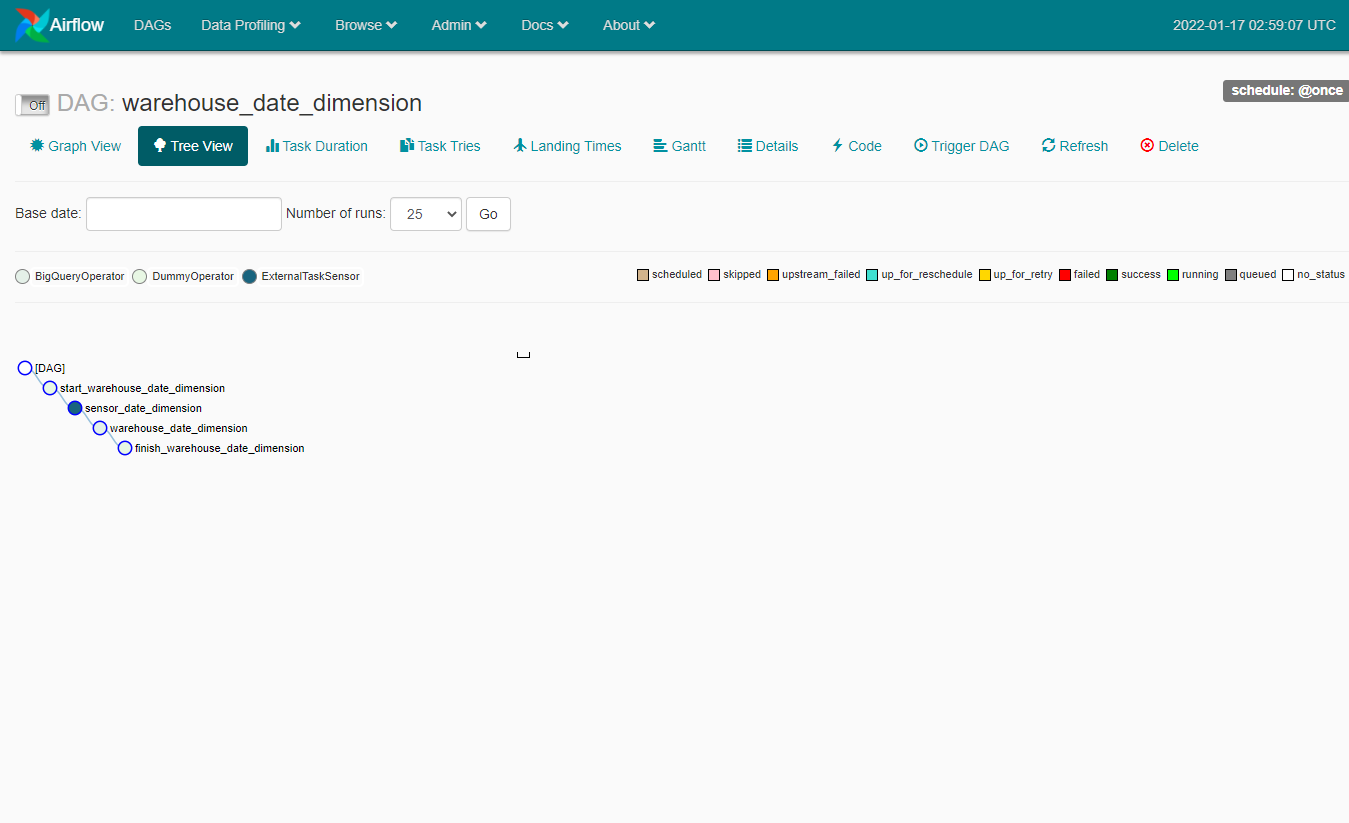 Airflow DAGs Data Profiling Browse Admin Docs About 2022-01-17 02:59:07 UTC
schedule: @once
Off DAG: warehouse_date_dimension
Graph View Tree View Task Duration Task Tries Landing Times Gantt Details Code Trigger DAG Refresh Delete
Base date: Number of runs: 25 Go
BigQueryOperator DummyOperator ExternalTaskSensor scheduled skipped upstream_failed up_for_reschedule up_for_retry failed success running queued no_status
[DAG]
start_warehouse_date_dimension
sensor_date_dimension
warehouse_date_dimension
finish_warehouse_date_dimension